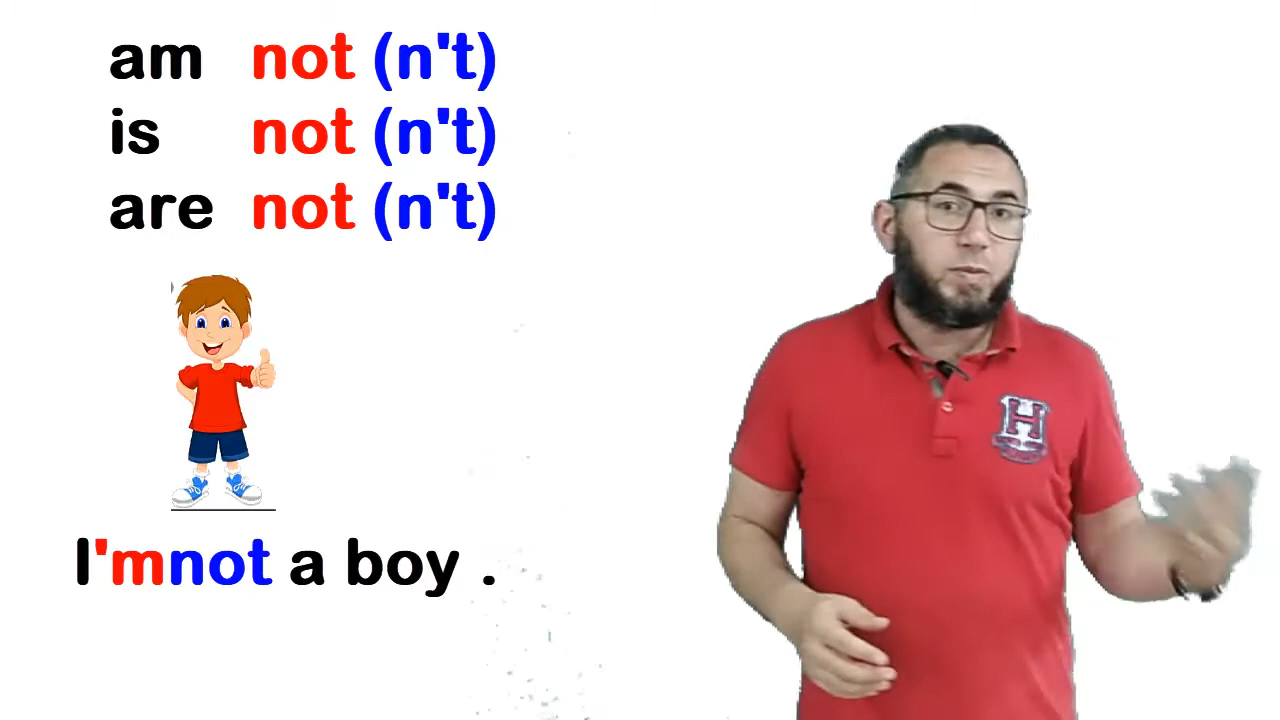 am not (n't)
is not (n't)
are not (n't)
I'mnot a boy .
H